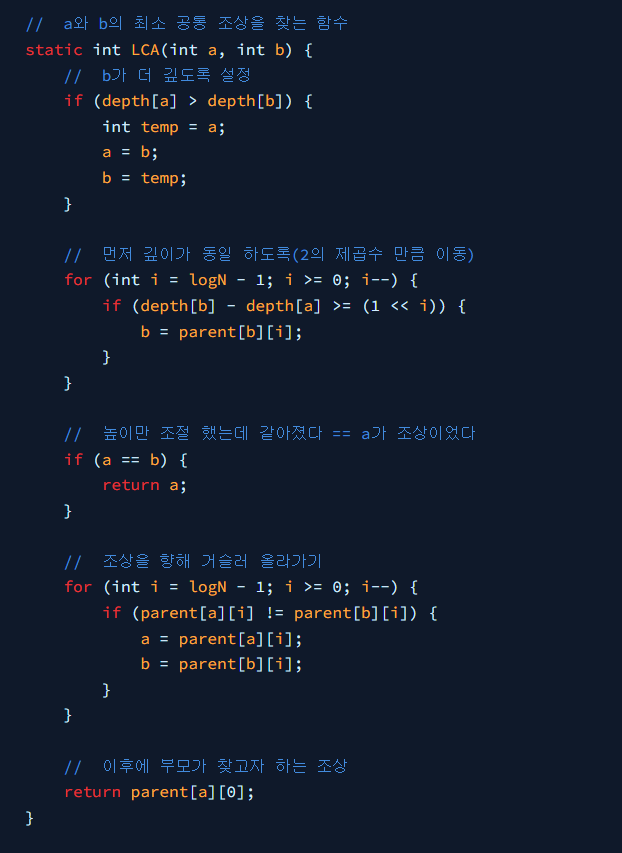 //  a와 b의 최소 공통 조상을 찾는 함수
static int LCA(int a, int b) {
    //  b가 더 깊도록 설정
    if (depth[a] > depth[b]) {
        int temp = a;
        a = b;
        b = temp;
    }

    //  먼저 깊이가 동일 하도록(2의 제곱수 만큼 이동)
    for (int i = logN - 1; i >= 0; i--) {
        if (depth[b] - depth[a] >= (1 << i)) {
            b = parent[b][i];
        }
    }

    //  높이만 조절 했는데 같아졌다 == a가 조상이었다
    if (a == b) {
        return a;
    }

    //  조상을 향해 거슬러 올라가기
    for (int i = logN - 1; i >= 0; i--) {
        if (parent[a][i] != parent[b][i]) {
            a = parent[a][i];
            b = parent[b][i];
        }
    }

    //  이후에 부모가 찾고자 하는 조상
    return parent[a][0];
}